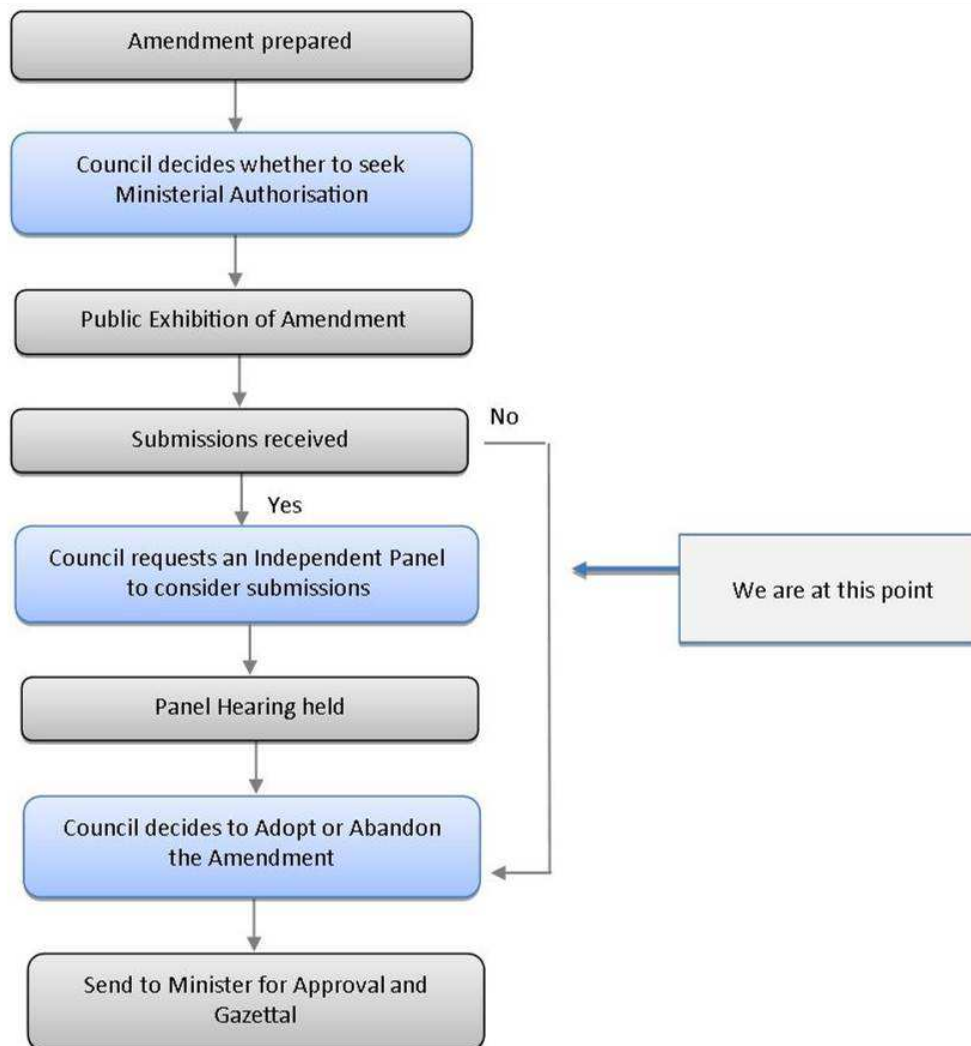 Amendment prepared
Council decides whether to seek
Ministerial Authorisation
Public Exhibition of Amendment
No
Submissions received
Yes
Council requests an Independent Panel
to consider submissions
We are at this point
Panel Hearing held
Council decides to Adopt or Abandon
the Amendment
Send to Minister for Approval and
Gazettal